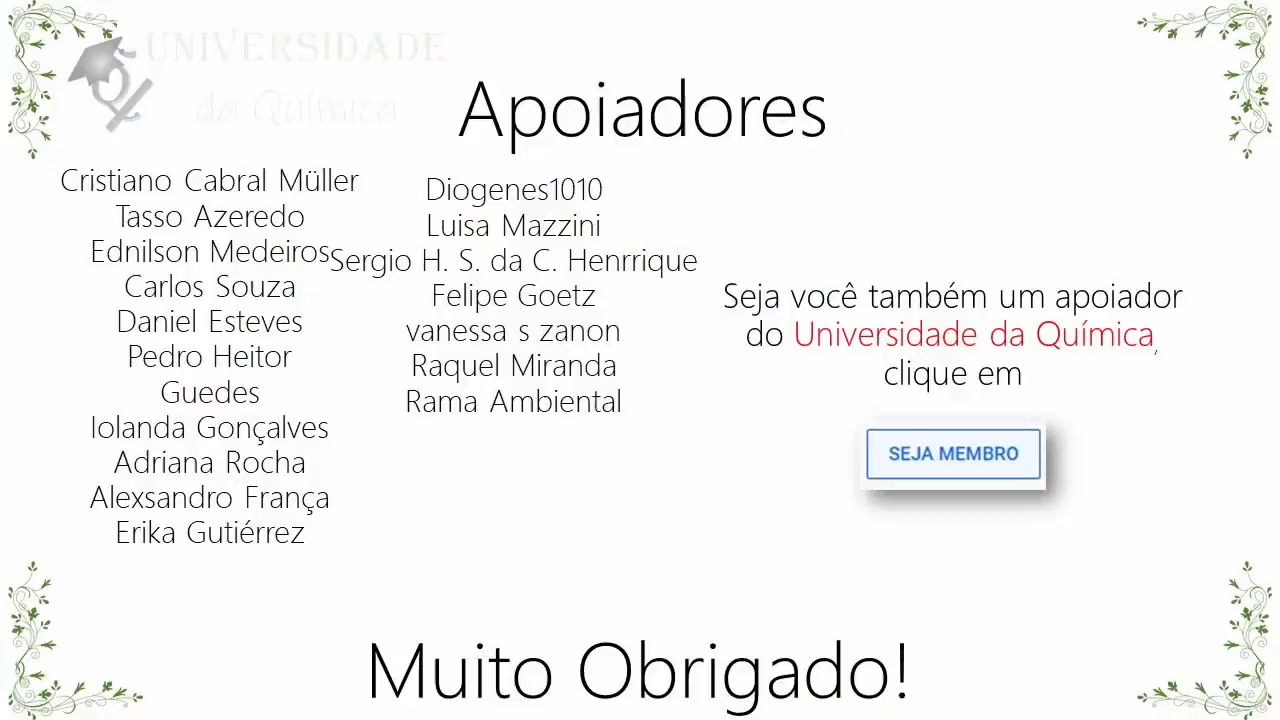 UNIVERSIDADE
da Química
Apoiadores
Cristiano Cabral Müller
Tasso Azeredo
Ednilson Medeiros
Carlos Souza
Daniel Esteves
Pedro Heitor
Guedes
Iolanda Gonçalves
Adriana Rocha
Alexsandro França
Erika Gutiérrez
Diogenes1010
Luisa Mazzini
Sergio H. S. da C. Henrrique
Felipe Goetz
vanessa s zanon
Raquel Miranda
Rama Ambiental
Seja você também um apoiador
do Universidade da Química,
clique em
SEJA MEMBRO
Muito Obrigado!